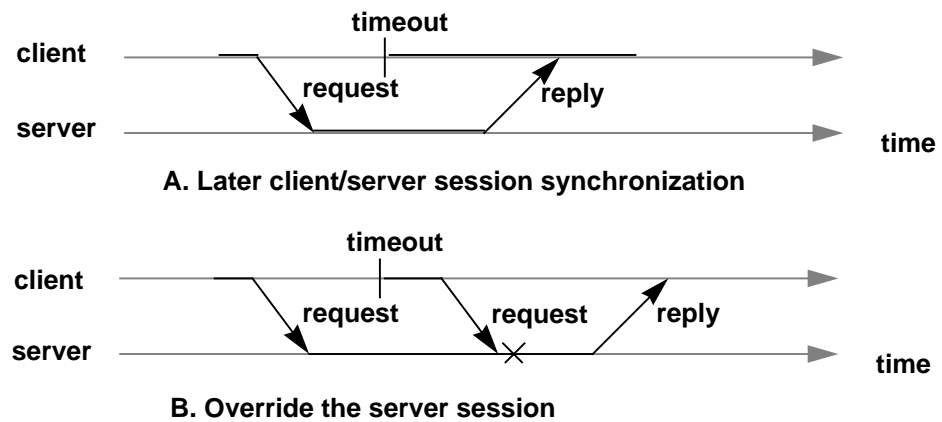 timeout
client
request
reply
server
time
A. Later client/server session synchronization
timeout
client
request
request
reply
server
time
B. Override the server session